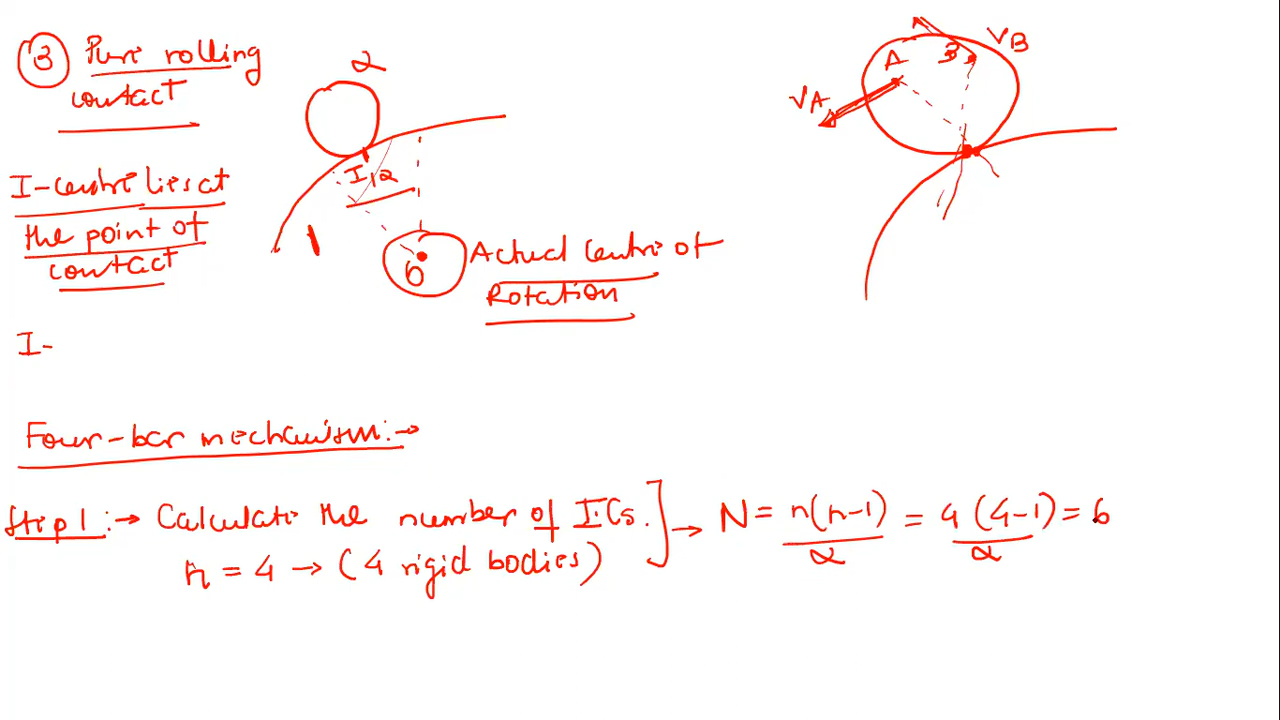 3 Pure rolling
contact
I-centre lies at
the point of
contact
2
I12
1
O
Actual Centre of
Rotation
A
B
VB
VA
I-
Four-bar mechanism:→
Step 1:→ Calculate the number of I.Cs. → N = n(n-1)/2 = 4(4-1)/2 = 6
n = 4 → (4 rigid bodies)